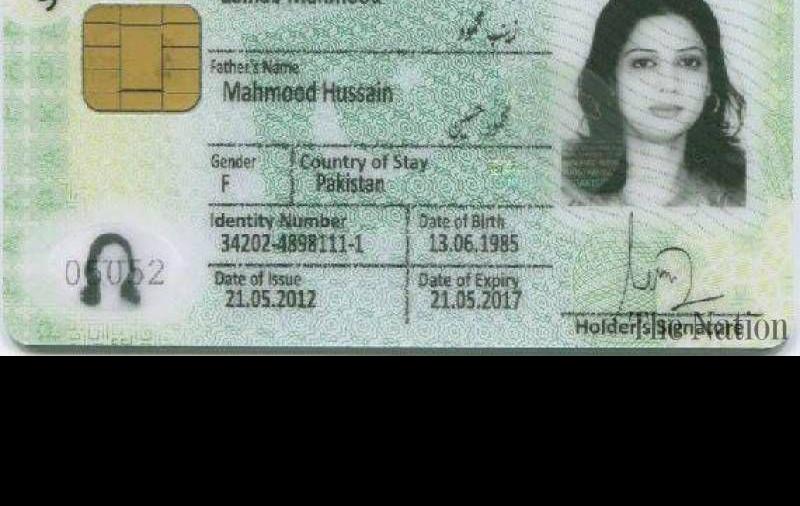 Mahmood
زینب محمود
Father's Name
Mahmood Hussain
محمود حسین
Gender
F
Country of Stay
Pakistan
Identity Number
34202-4898111-1
Date of Birth
13.06.1985
Date of Issue
21.05.2012
Date of Expiry
21.05.2017
Holder's Signature
The Nation